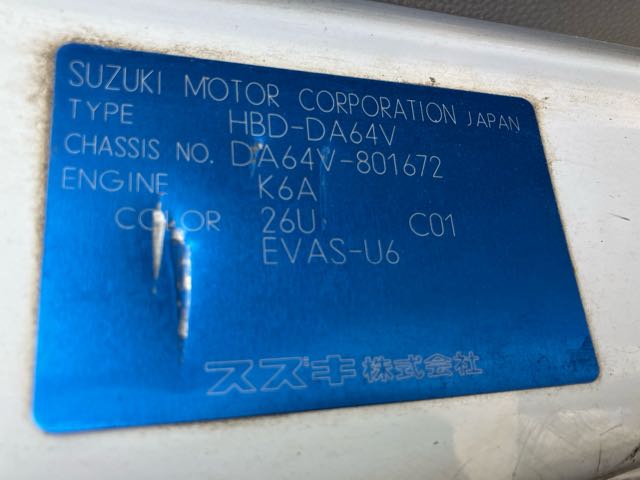 SUZUKI MOTOR CORPORATION JAPAN
TYPE HBD-DA64V
CHASSIS NO. DA64V-801672
ENGINE K6A
COLOR 26U C01
EVAS-U6
スズキ株式会社